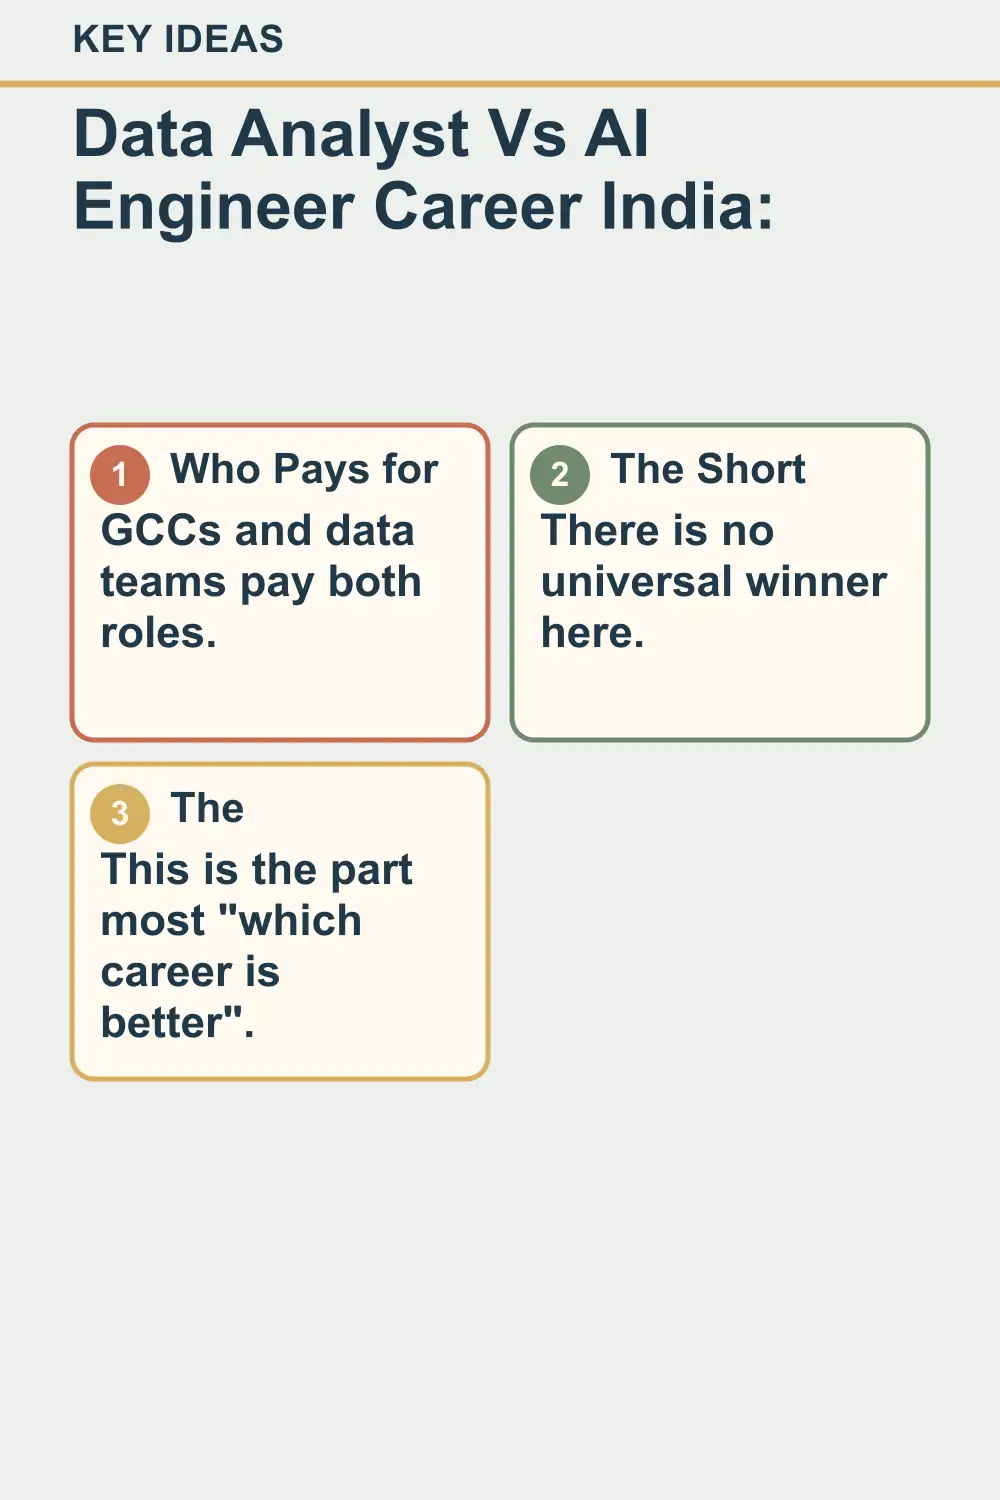 KEY IDEAS
Data Analyst Vs AI
Engineer Career India:
1 Who Pays for
GCCs and data
teams pay both
roles.
2 The Short
There is no
universal winner
here.
3 The
This is the part
most "which
career is
better".